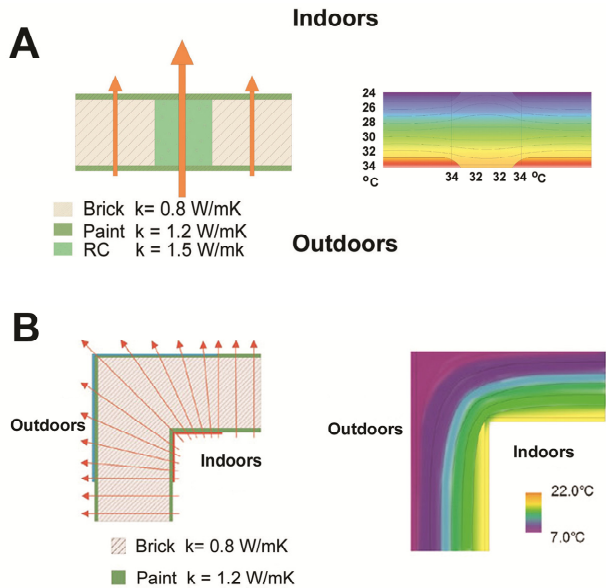 Indoors
A
24
26
28
30
32
34
°C
34 32 32 34 °C
Brick k= 0.8 W/mK
Paint k = 1.2 W/mK
RC k = 1.5 W/mk
Outdoors
B
Outdoors
Indoors
Brick k= 0.8 W/mK
Paint k = 1.2 W/mK
Outdoors
Indoors
22.0°C
7.0°C